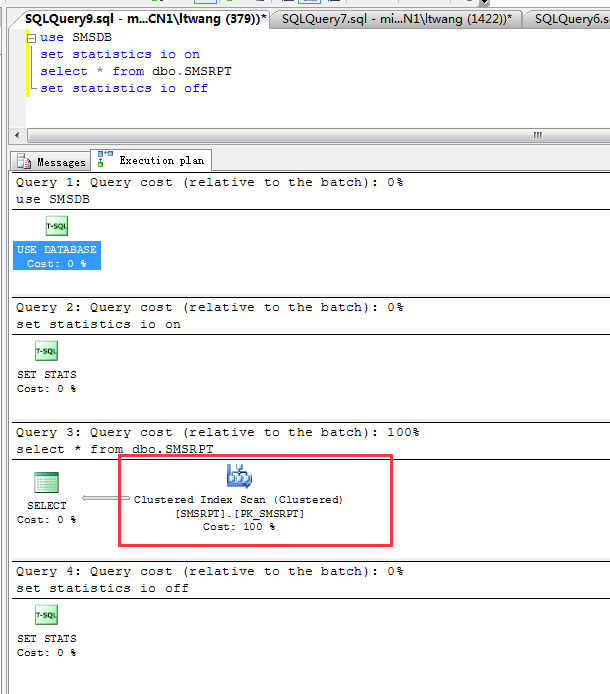 SQLQuery9.sql - m...CN1\ltwang (379))*
SQLQuery7.sql - mi...N1\ltwang (1422))*
SQLQuery6.s
use SMSDB
set statistics io on
select * from dbo.SMSRPT
set statistics io off
Messages
Execution plan
Query 1: Query cost (relative to the batch): 0%
use SMSDB
T-SQL
USE DATABASE
Cost: 0 %
Query 2: Query cost (relative to the batch): 0%
set statistics io on
T-SQL
SET STATS
Cost: 0 %
Query 3: Query cost (relative to the batch): 100%
select * from dbo.SMSRPT
SELECT
Cost: 0 %
Clustered Index Scan (Clustered)
[SMSRPT].[PK_SMSRPT]
Cost: 100 %
Query 4: Query cost (relative to the batch): 0%
set statistics io off
T-SQL
SET STATS
Cost: 0 %